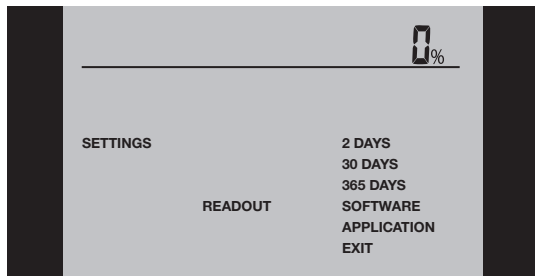 0%
SETTINGS 2 DAYS
30 DAYS
365 DAYS
READOUT SOFTWARE
APPLICATION
EXIT